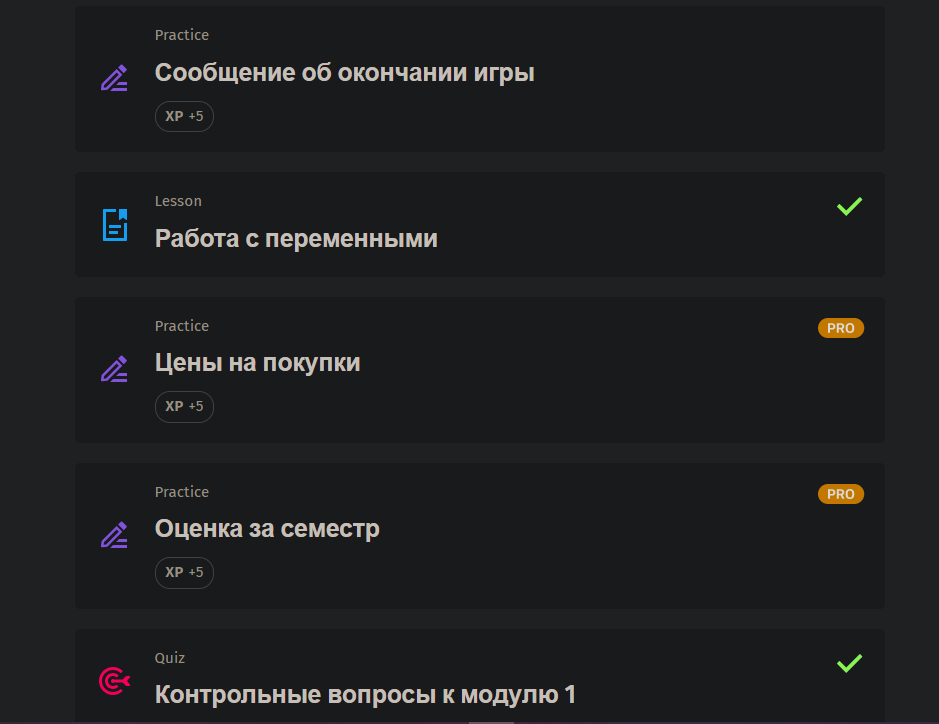 Practice
Сообщение об окончании игры
XP +5
Lesson
Работа с переменными
Practice
PRO
Цены на покупки
XP +5
Practice
PRO
Оценка за семестр
XP +5
Quiz
Контрольные вопросы к модулю 1